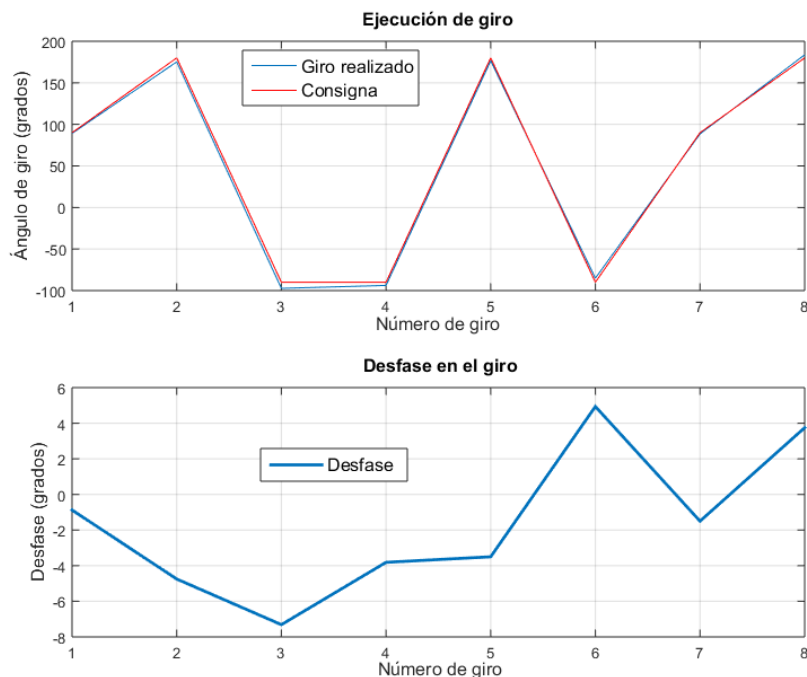 Ejecución de giro
Ángulo de giro (grados)
200
150
100
50
0
-50
-100
Giro realizado
Consigna
1 2 3 4 5 6 7 8
Número de giro
Desfase en el giro
Desfase (grados)
6
4
2
0
-2
-4
-6
-8
Desfase
1 2 3 4 5 6 7 8
Número de giro